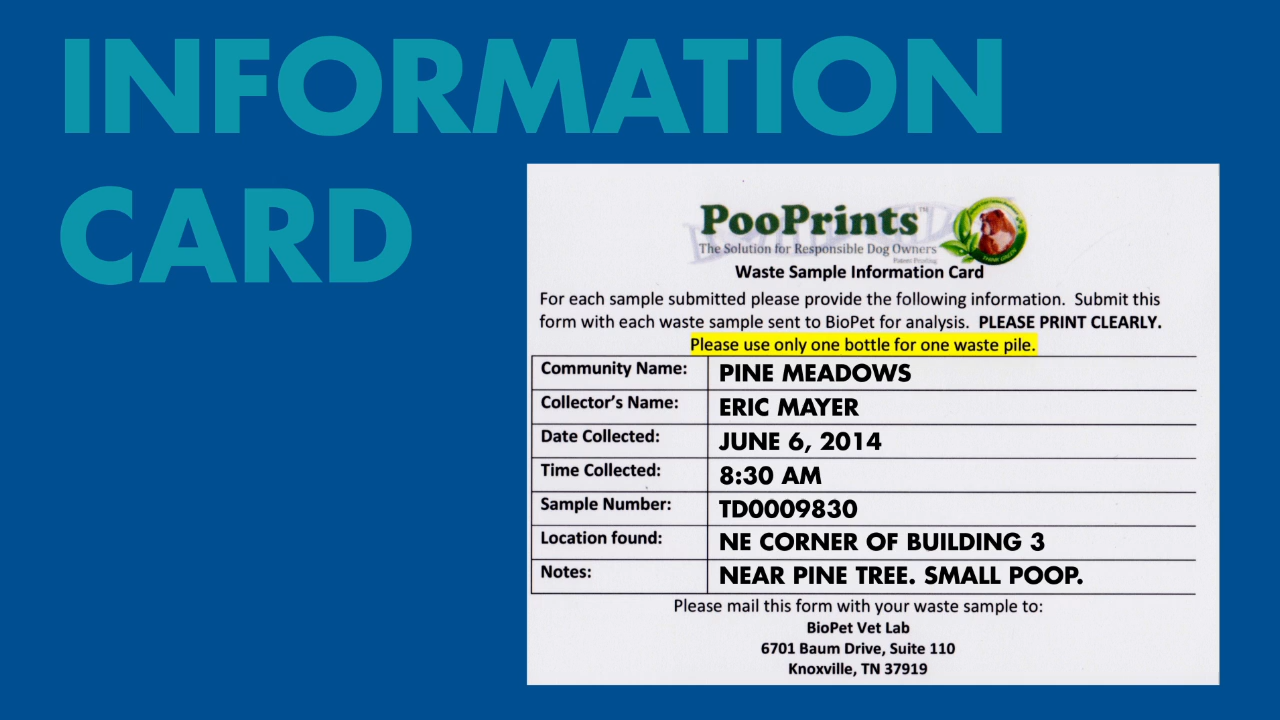 INFORMATION
CARD
PooPrints™
The Solution for Responsible Dog Owners
Patent Pending
THINK GREEN
Waste Sample Information Card
For each sample submitted please provide the following information. Submit this
form with each waste sample sent to BioPet for analysis. PLEASE PRINT CLEARLY.
Please use only one bottle for one waste pile.
Community Name: PINE MEADOWS
Collector's Name: ERIC MAYER
Date Collected: JUNE 6, 2014
Time Collected: 8:30 AM
Sample Number: TD0009830
Location found: NE CORNER OF BUILDING 3
Notes: NEAR PINE TREE. SMALL POOP.
Please mail this form with your waste sample to:
BioPet Vet Lab
6701 Baum Drive, Suite 110
Knoxville, TN 37919